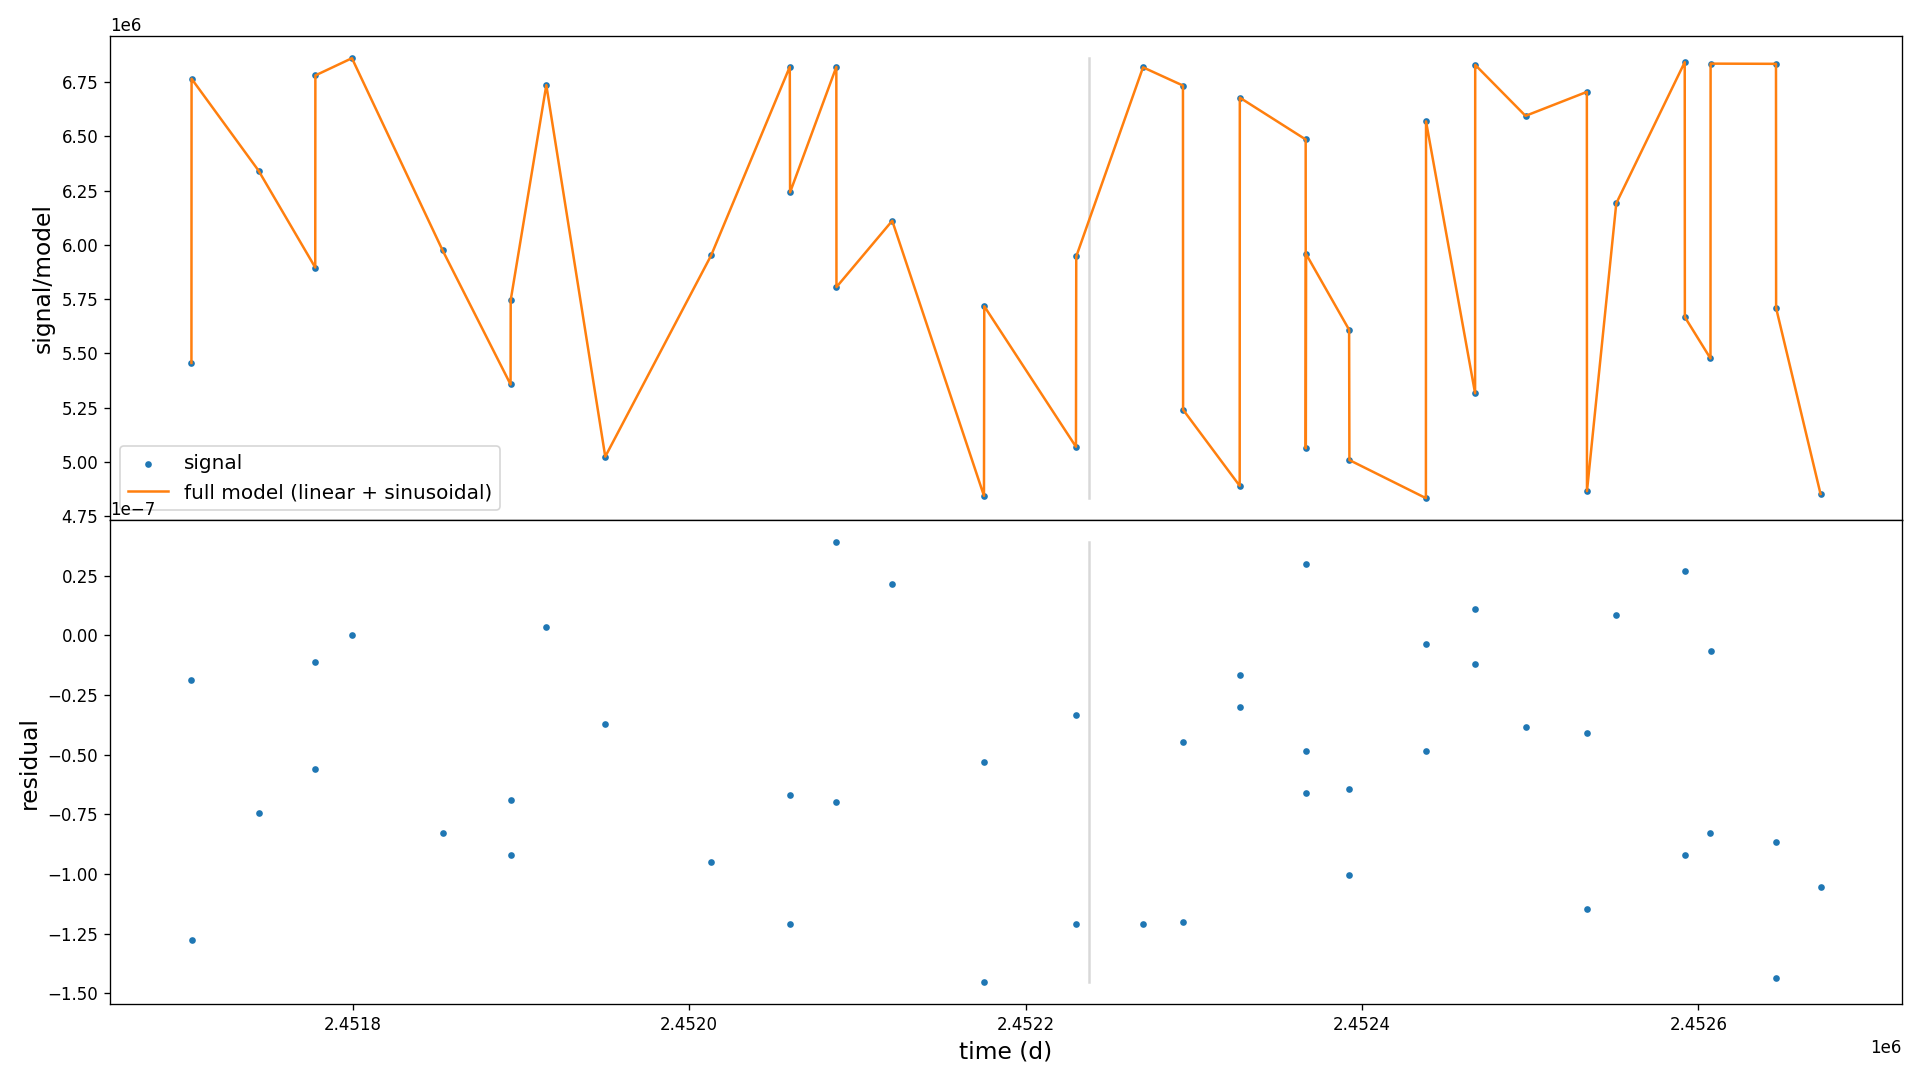 1e6
6.75
6.50
6.25
6.00
5.75
5.50
5.25
5.00
4.75
signal/model
signal
full model (linear + sinusoidal)
1e−7
0.25
0.00
−0.25
−0.50
−0.75
−1.00
−1.25
−1.50
residual
2.4518
2.4520
2.4522
2.4524
2.4526
time (d)
1e6